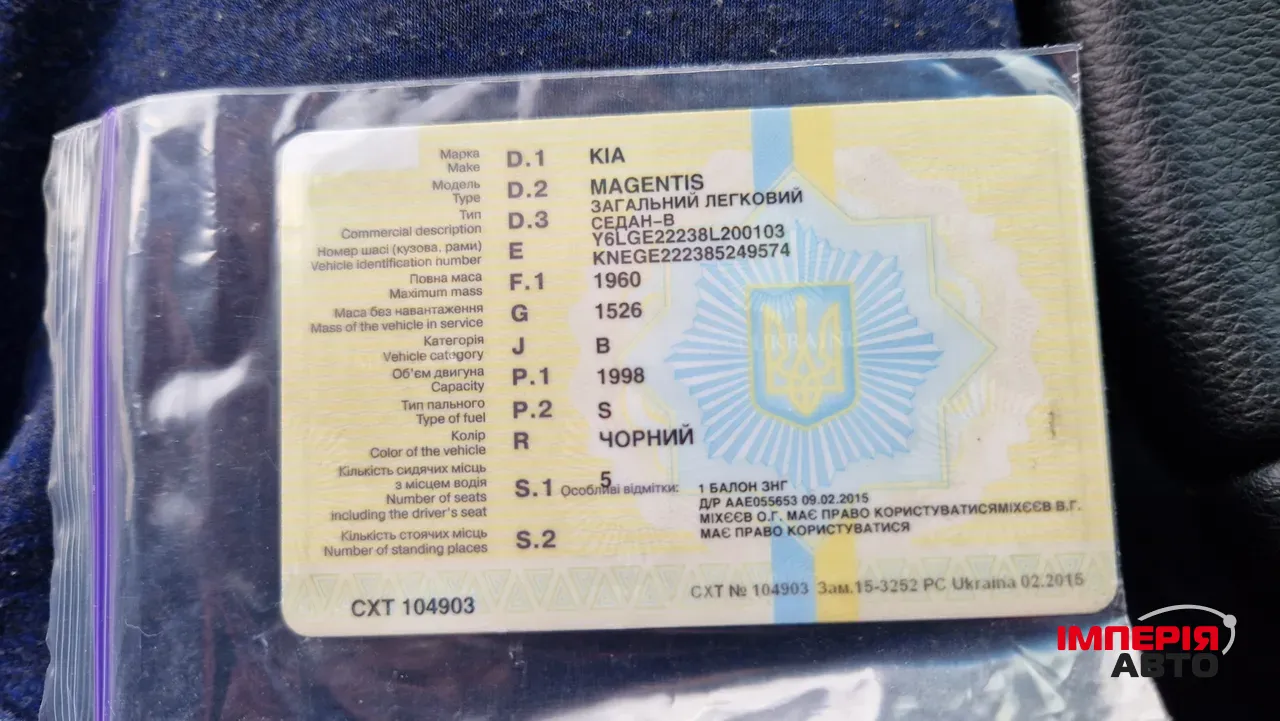 Марка
Make
D.1
KIA
Модель
Type
D.2
MAGENTIS
ЗАГАЛЬНИЙ ЛЕГКОВИЙ
Тип
Commercial description
D.3
СЕДАН-В
Y6LGE22238L200103
Номер шасі (кузова, рами)
Vehicle identification number
E
KNEGE222385249574
Повна маса
Maximum mass
F.1
1960
Маса без навантаження
Mass of the vehicle in service
G
1526
Категорія
Vehicle category
J
B
Об'єм двигуна
Capacity
P.1
1998
Тип пального
Type of fuel
P.2
S
Колір
Color of the vehicle
R
ЧОРНИЙ
Кількість сидячих місць
з місцем водія
Number of seats
including the driver's seat
S.1
5
Особливі відмітки:
1 БАЛОН ЗНГ
Д/Р ААЕ055653 09.02.2015
МІХЄЄВ О.Г. МАЄ ПРАВО КОРИСТУВАТИСЯМІХЄЄВ В.Г.
МАЄ ПРАВО КОРИСТУВАТИСЯ
Кількість стоячих місць
Number of standing places
S.2
UKRAINE
СХТ 104903
СХТ № 104903 Зам.15-3252 РС Ukraina 02.2015
ІМПЕРІЯ
АВТО